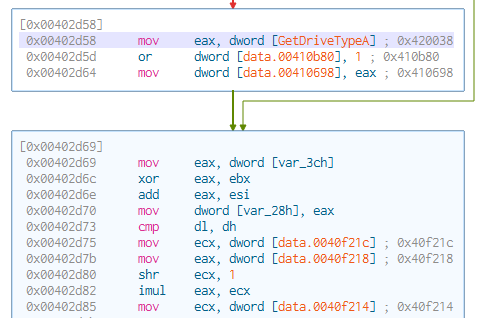 [0x00402d58]
0x00402d58 mov eax, dword [GetDriveTypeA] ; 0x420038
0x00402d5d or dword [data.00410b80], 1 ; 0x410b80
0x00402d64 mov dword [data.00410698], eax ; 0x410698
[0x00402d69]
0x00402d69 mov eax, dword [var_3ch]
0x00402d6c xor eax, ebx
0x00402d6e add eax, esi
0x00402d70 mov dword [var_28h], eax
0x00402d73 cmp dl, dh
0x00402d75 mov ecx, dword [data.0040f21c] ; 0x40f21c
0x00402d7b mov eax, dword [data.0040f218] ; 0x40f218
0x00402d80 shr ecx, 1
0x00402d82 imul eax, ecx
0x00402d85 mov ecx, dword [data.0040f214] ; 0x40f214